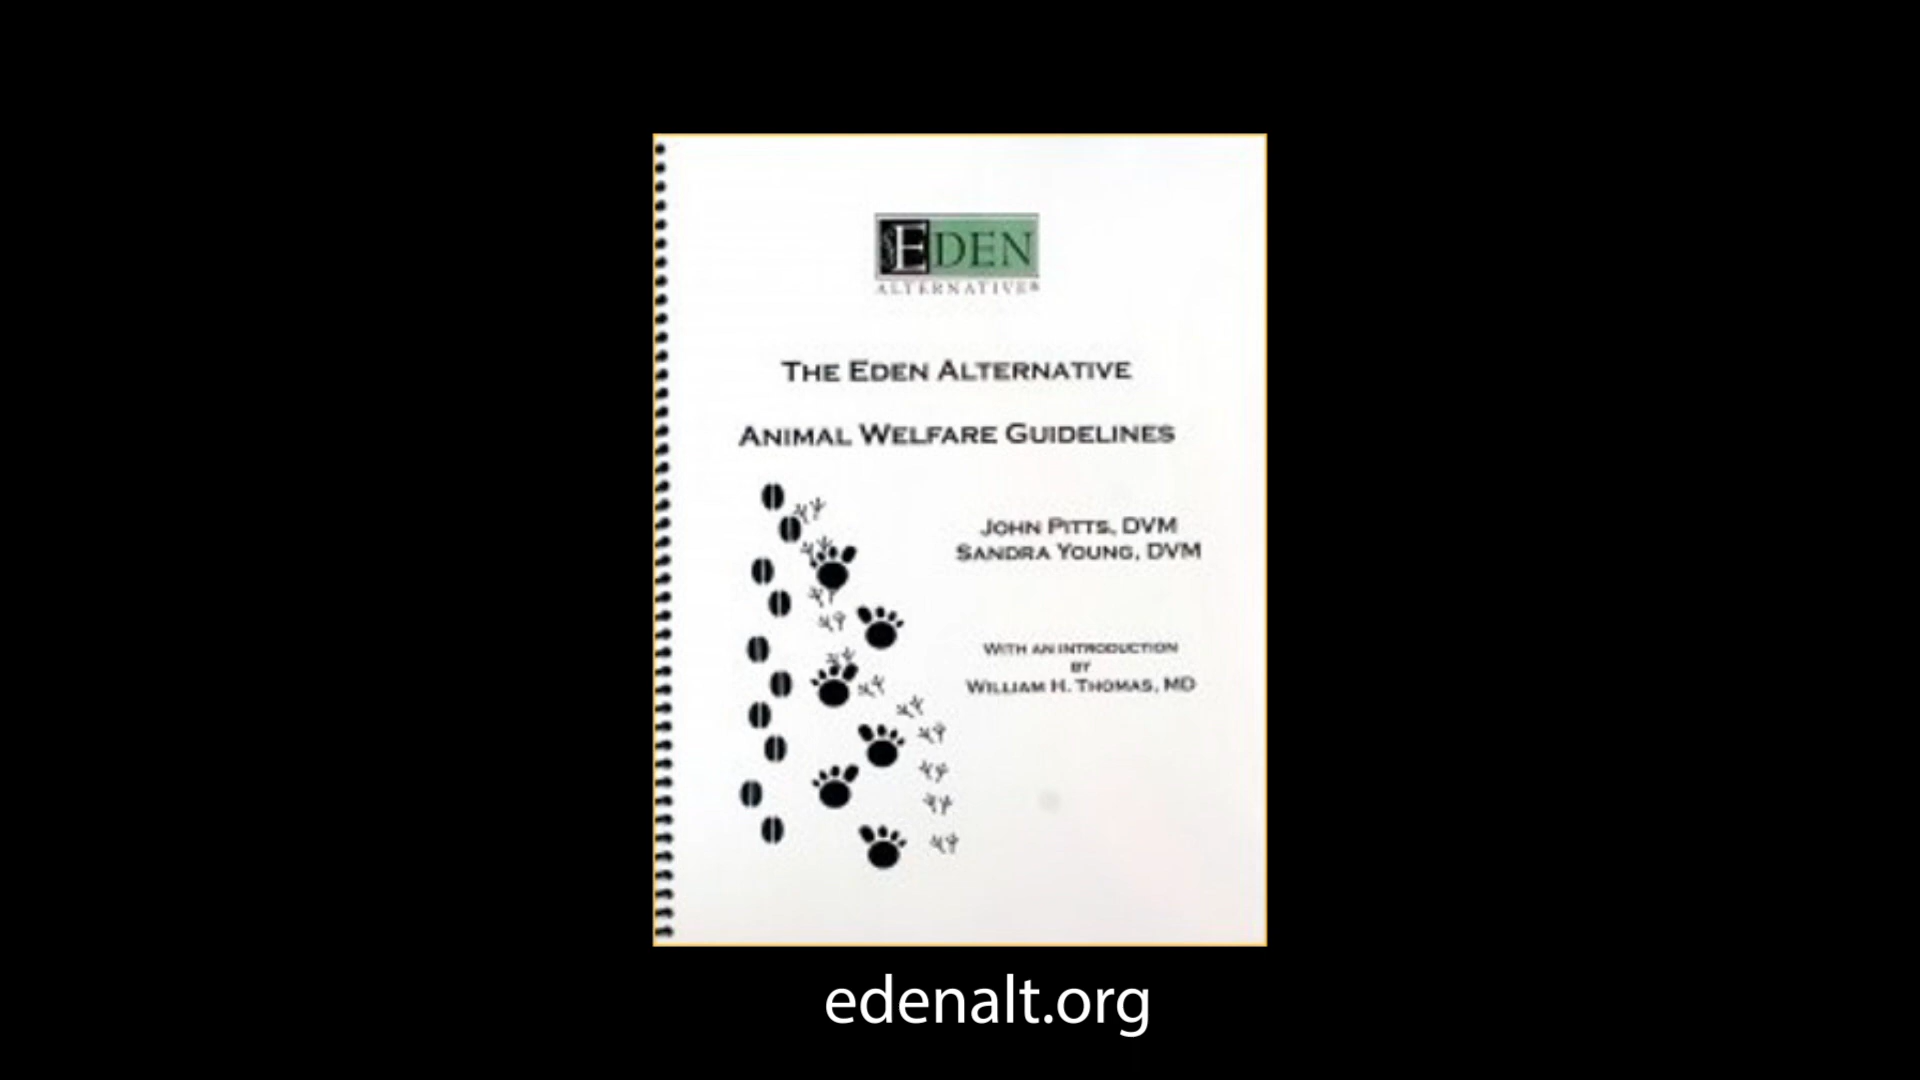 EDEN
ALTERNATIVE®
THE EDEN ALTERNATIVE
ANIMAL WELFARE GUIDELINES
JOHN PITTS, DVM
SANDRA YOUNG, DVM
WITH AN INTRODUCTION
BY
WILLIAM H. THOMAS, MD
edenalt.org